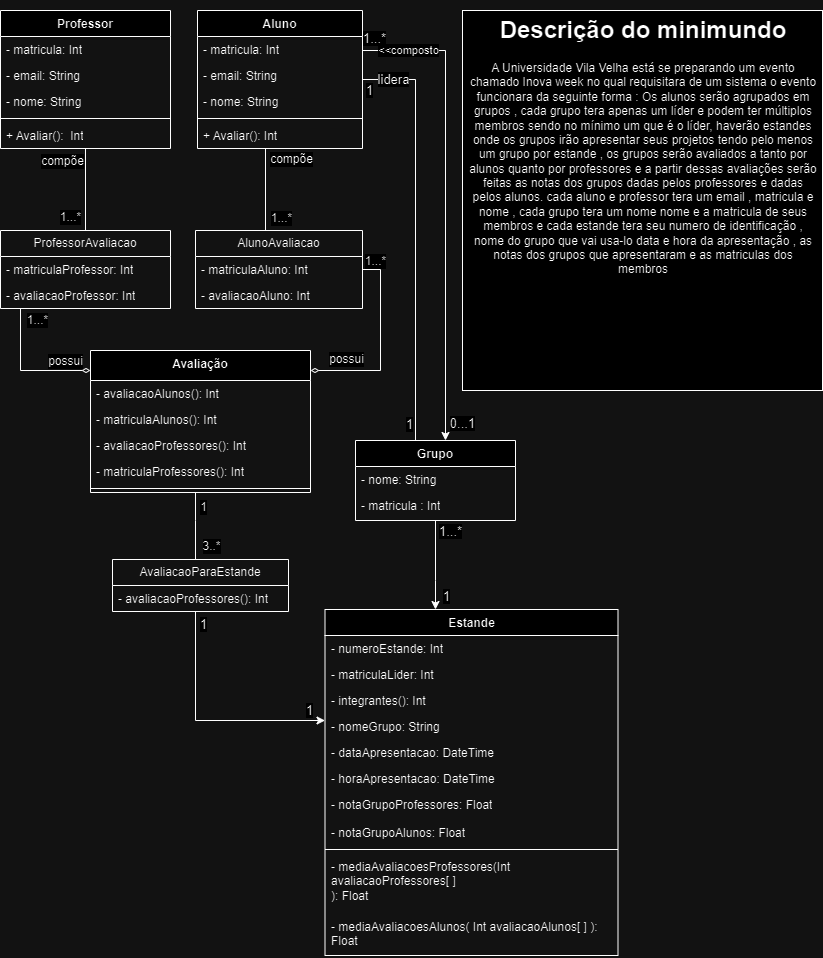 Professor
- matricula: Int
- email: String
- nome: String
+ Avaliar(): Int
compõe
1...*
Aluno
- matricula: Int
- email: String
- nome: String
+ Avaliar(): Int
compõe
1...*
1...*
<<composto
lidera
1
Descrição do minimundo
A Universidade Vila Velha está se preparando um evento
chamado Inova week no qual requisitara de um sistema o evento
funcionara da seguinte forma : Os alunos serão agrupados em
grupos , cada grupo tera apenas um líder e podem ter múltiplos
membros sendo no mínimo um que é o líder, haverão estandes
onde os grupos irão apresentar seus projetos tendo pelo menos
um grupo por estande , os grupos serão avaliados a tanto por
alunos quanto por professores e a partir dessas avaliações serão
feitas as notas dos grupos dadas pelos professores e dadas
pelos alunos. cada aluno e professor tera um email , matricula e
nome , cada grupo tera um nome nome e a matricula de seus
membros e cada estande tera seu numero de identificação ,
nome do grupo que vai usa-lo data e hora da apresentação , as
notas dos grupos que apresentaram e as matriculas dos
membros
ProfessorAvaliacao
- matriculaProfessor: Int
- avaliacaoProfessor: Int
1...*
possui
AlunoAvaliacao
- matriculaAluno: Int
- avaliacaoAluno: Int
1...*
possui
Avaliação
- avaliacaoAlunos(): Int
- matriculaAlunos(): Int
- avaliacaoProfessores(): Int
- matriculaProfessores(): Int
1
3..*
1
0...1
Grupo
- nome: String
- matricula : Int
1...*
1
AvaliacaoParaEstande
- avaliacaoProfessores(): Int
1
1
Estande
- numeroEstande: Int
- matriculaLider: Int
- integrantes(): Int
- nomeGrupo: String
- dataApresentacao: DateTime
- horaApresentacao: DateTime
- notaGrupoProfessores: Float
- notaGrupoAlunos: Float
- mediaAvaliacoesProfessores(Int
avaliacaoProfessores[ ]
): Float
- mediaAvaliacoesAlunos( Int avaliacaoAlunos[ ] ):
Float